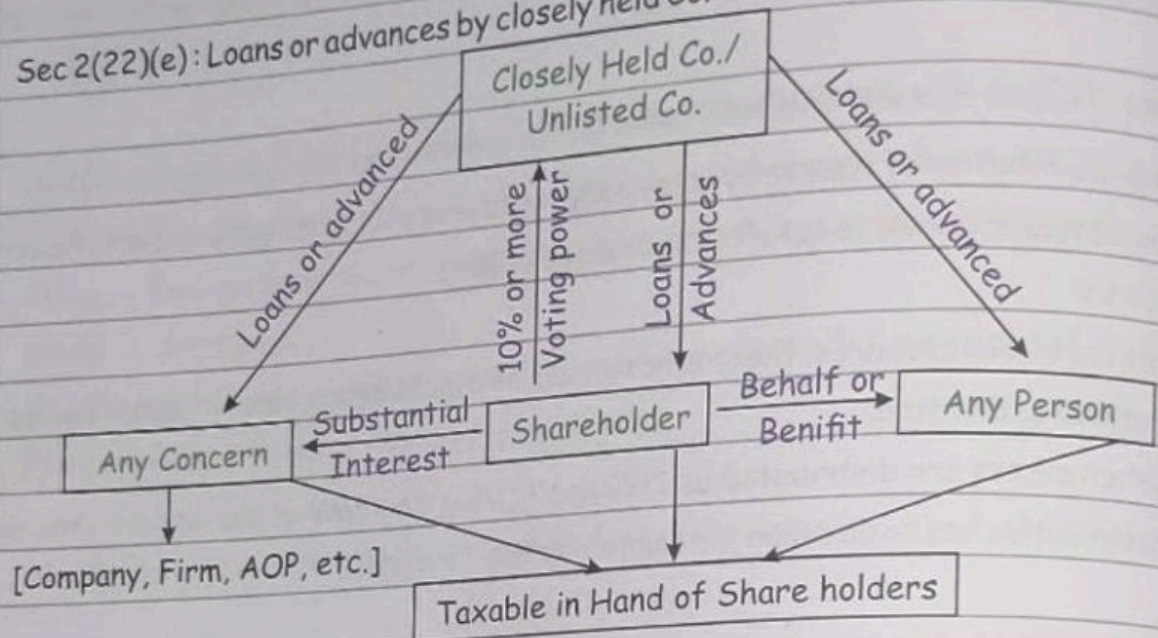 Sec 2(22)(e) : Loans or advances by closely held Co.
Closely Held Co./
Unlisted Co.
Loans or advanced
10% or more
Voting power
Loans or
Advances
Loans or advanced
Any Concern
Substantial
Interest
Shareholder
Behalf or
Benifit
Any Person
[Company, Firm, AOP, etc.]
Taxable in Hand of Share holders